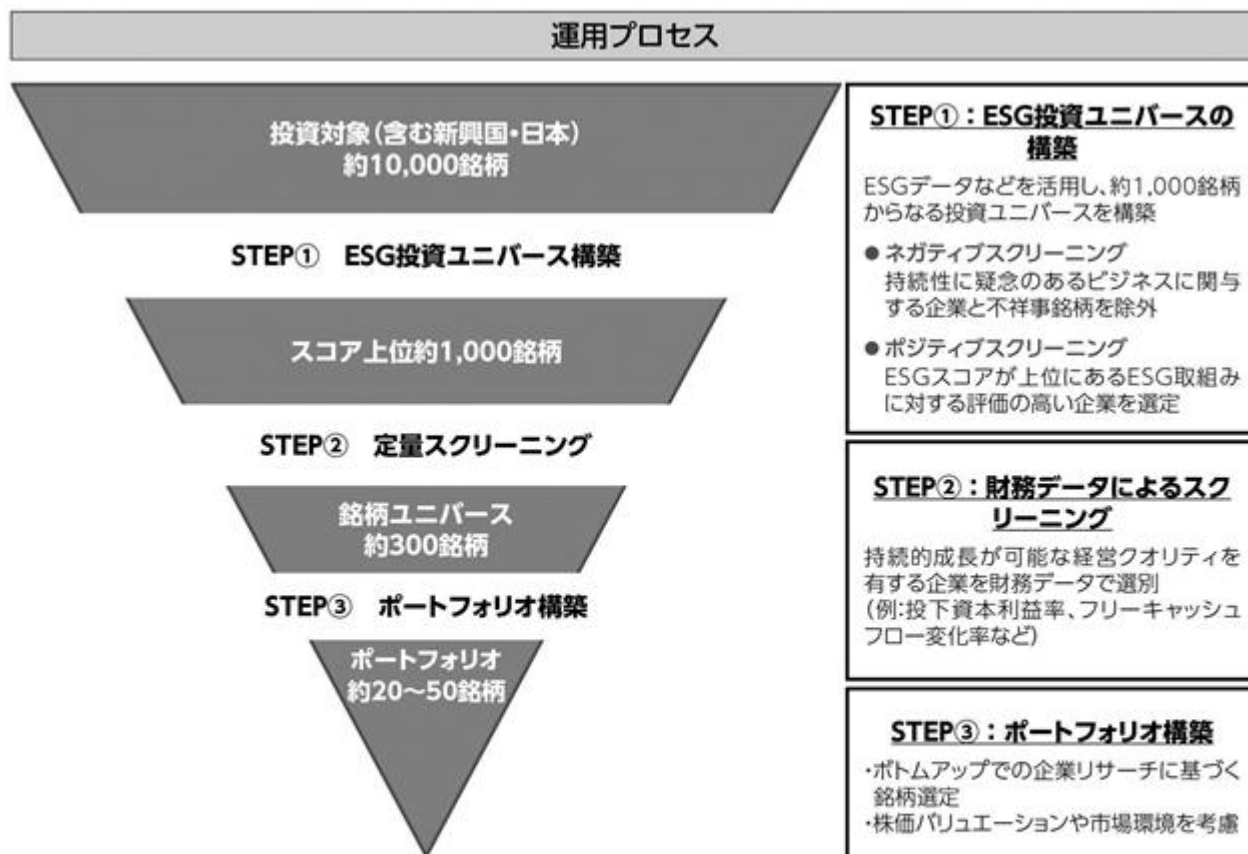 運用プロセス
投資対象(含む新興国・日本)
約10,000銘柄
STEP① ESG投資ユニバース構築
スコア上位約1,000銘柄
STEP② 定量スクリーニング
銘柄ユニバース
約300銘柄
STEP③ ポートフォリオ構築
ポートフォリオ
約20～50銘柄
STEP①：ESG投資ユニバースの
構築
ESGデータなどを活用し、約1,000銘柄
からなる投資ユニバースを構築
●ネガティブスクリーニング
持続性に疑念のあるビジネスに関与
する企業と不祥事銘柄を除外
●ポジティブスクリーニング
ESGスコアが上位にあるESG取組み
に対する評価の高い企業を選定
STEP②：財務データによるスク
リーニング
持続的成長が可能な経営クオリティを
有する企業を財務データで選別
(例:投下資本利益率、フリーキャッシュ
フロー変化率など)
STEP③：ポートフォリオ構築
・ボトムアップでの企業リサーチに基づく
銘柄選定
・株価バリュエーションや市場環境を考慮